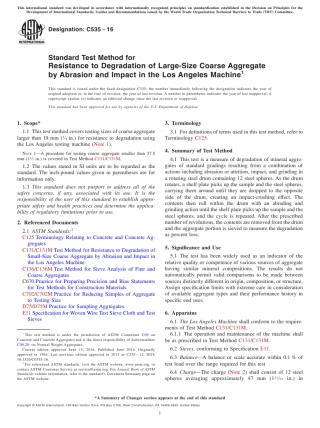 This international standard was developed in accordance with internationally recognized principles on standardization established in the Decision on Principles for the
Development of International Standards, Guides and Recommendations issued by the World Trade Organization Technical Barriers to Trade (TBT) Committee.
Designation: C535 − 16
Standard Test Method for
Resistance to Degradation of Large-Size Coarse Aggregate
by Abrasion and Impact in the Los Angeles Machine1
This standard is issued under the fixed designation C535; the number immediately following the designation indicates the year of
original adoption or, in the case of revision, the year of last revision. A number in parentheses indicates the year of last reapproval. A
superscript epsilon (´) indicates an editorial change since the last revision or reapproval.
This standard has been approved for use by agencies of the U.S. Department of Defense.
1. Scope*
1.1 This test method covers testing sizes of coarse aggregate
larger than 19 mm (3⁄4 in.) for resistance to degradation using
the Los Angeles testing machine (Note 1).
NOTE 1—A procedure for testing coarse aggregate smaller than 37.5
mm (11⁄2 in.) is covered in Test Method C131/C131M.
1.2 The values stated in SI units are to be regarded as the
standard. The inch-pound values given in parentheses are for
information only.
1.3 This standard does not purport to address all of the
safety concerns, if any, associated with its use. It is the
responsibility of the user of this standard to establish appro-
priate safety and health practices and determine the applica-
bility of regulatory limitations prior to use.
2. Referenced Documents
2.1 ASTM Standards:2
C125 Terminology Relating to Concrete and Concrete Ag-
gregates
C131/C131M Test Method for Resistance to Degradation of
Small-Size Coarse Aggregate by Abrasion and Impact in
the Los Angeles Machine
C136/C136M Test Method for Sieve Analysis of Fine and
Coarse Aggregates
C670 Practice for Preparing Precision and Bias Statements
for Test Methods for Construction Materials
C702/C702M Practice for Reducing Samples of Aggregate
to Testing Size
D75/D75M Practice for Sampling Aggregates
E11 Specification for Woven Wire Test Sieve Cloth and Test
Sieves
1 This test method is under the jurisdiction of ASTM Committee C09 on
Concrete and Concrete Aggregates and is the direct responsibility of Subcommittee
C09.20 on Normal Weight Aggregates.
Current edition approved June 15, 2016. Published June 2016. Originally
approved in 1964. Last previous edition approved in 2012 as C535 – 12. DOI:
10.1520/C0535-16.
2 For referenced ASTM standards, visit the ASTM website, www.astm.org, or
contact ASTM Customer Service at service@astm.org. For Annual Book of ASTM
Standards volume information, refer to the standard's Document Summary page on
the ASTM website.
3. Terminology
3.1 For definitions of terms used in this test method, refer to
Terminology C125.
4. Summary of Test Method
4.1 This test is a measure of degradation of mineral aggre-
gates of standard gradings resulting from a combination of
actions including abrasion or attrition, impact, and grinding in
a rotating steel drum containing 12 steel spheres. As the drum
rotates, a shelf plate picks up the sample and the steel spheres,
carrying them around until they are dropped to the opposite
side of the drum, creating an impact-crushing effect. The
contents then roll within the drum with an abrading and
grinding action until the shelf plate picks up the sample and the
steel spheres, and the cycle is repeated. After the prescribed
number of revolutions, the contents are removed from the drum
and the aggregate portion is sieved to measure the degradation
as percent loss.
5. Significance and Use
5.1 The test has been widely used as an indicator of the
relative quality or competence of various sources of aggregate
having similar mineral compositions. The results do not
automatically permit valid comparisons to be made between
sources distinctly different in origin, composition, or structure.
Assign specification limits with extreme care in consideration
of available aggregate types and their performance history in
specific end uses.
6. Apparatus
6.1 The Los Angeles Machine shall conform to the require-
ments of Test Method C131/C131M.
6.1.1 The operation and maintenance of the machine shall
be as prescribed in Test Method C131/C131M.
6.2 Sieves, conforming to Specification E11.
6.3 Balance—A balance or scale accurate within 0.1 % of
test load over the range required for this test
6.4 Charge—The charge (Note 2) shall consist of 12 steel
spheres averaging approximately 47 mm (127⁄32 in.) in
*A Summary of Changes section appears at the end of this standard
Copyright © ASTM International, 100 Barr Harbor Drive, PO Box C700, West Conshohocken, PA 19428-2959. United States
1